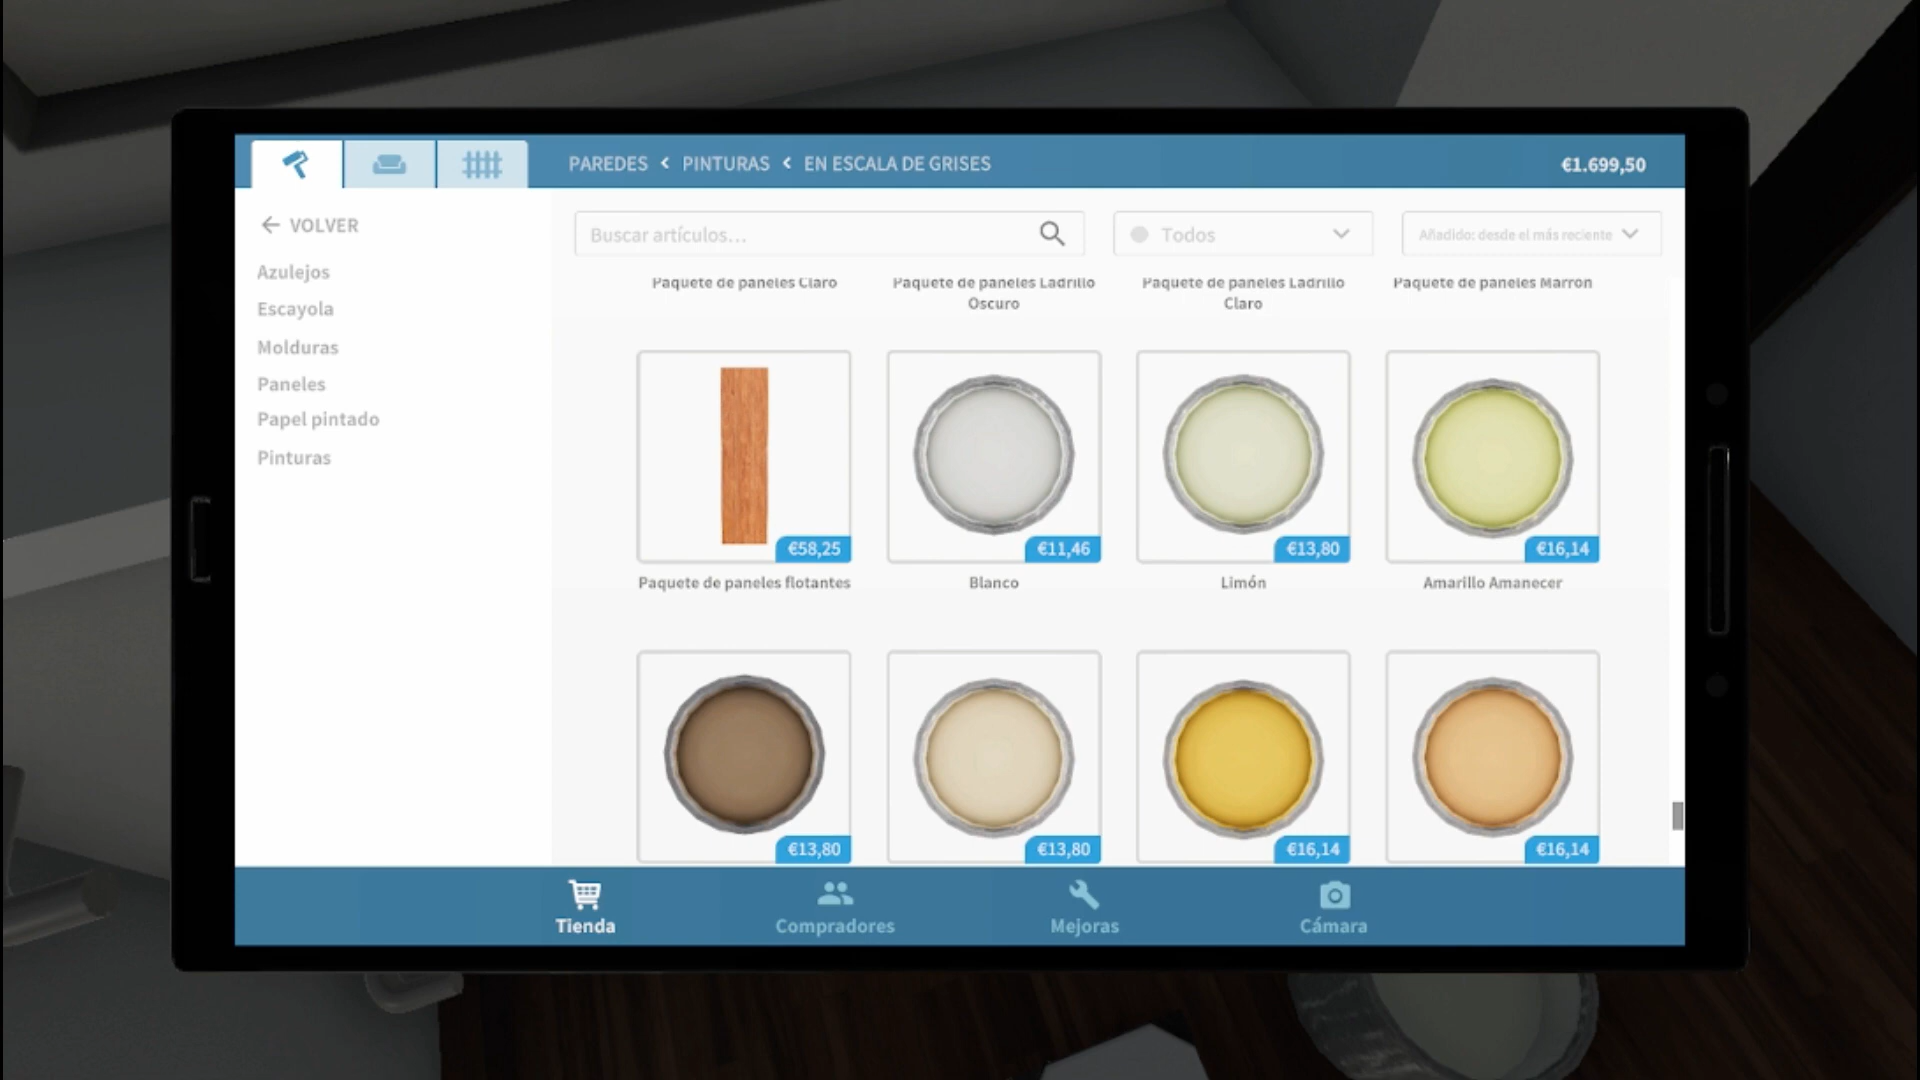 PAREDES < PINTURAS < EN ESCALA DE GRISES
€1.699,50
← VOLVER
Azulejos
Escayola
Molduras
Paneles
Papel pintado
Pinturas
Buscar artículos...
Todos
Añadido: desde el más reciente
Paquete de paneles Claro
Paquete de paneles Ladrillo
Oscuro
Paquete de paneles Ladrillo
Claro
Paquete de paneles Marrón
€58,25
€11,46
€13,80
€16,14
Paquete de paneles flotantes
Blanco
Limón
Amarillo Amanecer
€13,80
€13,80
€16,14
€16,14
Tienda
Compradores
Mejoras
Cámara